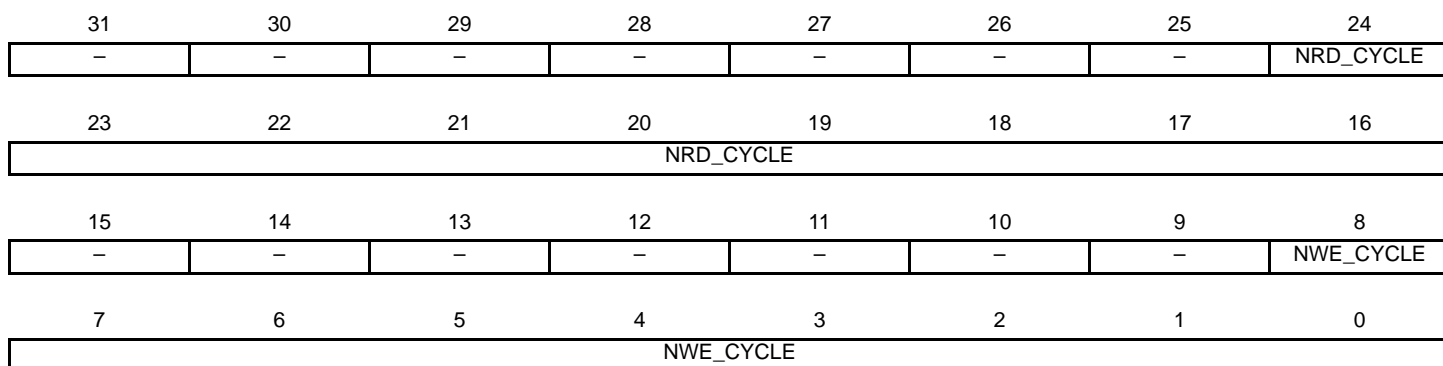 31 30 29 28 27 26 25 24
– – – – – – – NRD_CYCLE
23 22 21 20 19 18 17 16
NRD_CYCLE
15 14 13 12 11 10 9 8
– – – – – – – NWE_CYCLE
7 6 5 4 3 2 1 0
NWE_CYCLE